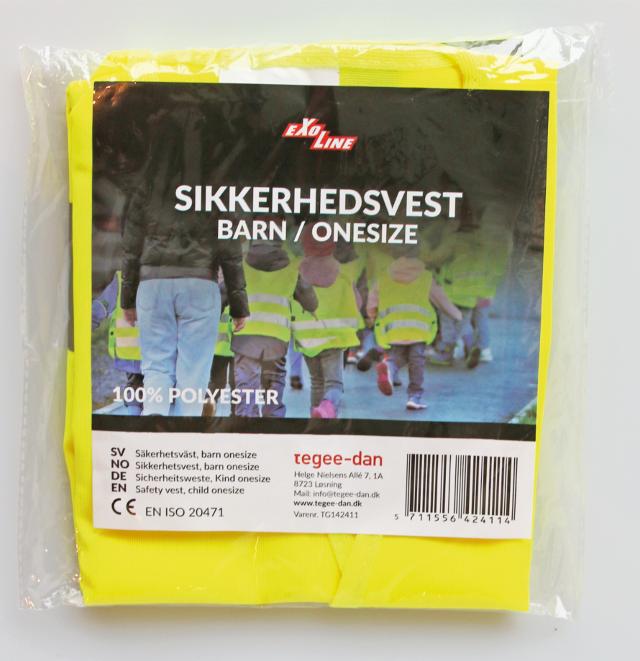 EXOLINE
SIKKERHEDSVEST
BARN / ONESIZE
100% POLYESTER
SV Säkerhetsväst, barn onesize
NO Sikkerhetsvest, barn onesize
DE Sicherheitsweste, Kind onesize
EN Safety vest, child onesize
CE EN ISO 20471
tegee-dan
Helge Nielsens Allé 7, 1A
8723 Løsning
Mail: info@tegee-dan.dk
www.tegee-dan.dk
Varenr. TG142411
5 711556 424114